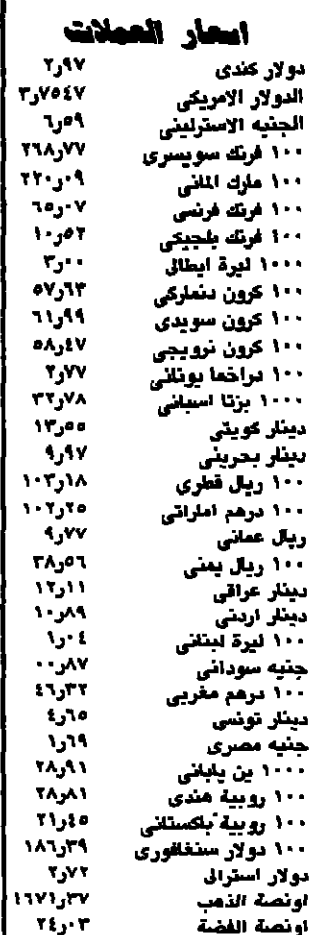 اسعار العملات
دولار كندى ٢٫٩٧
الدولار الامريكى ٣٫٧٥٤٧
الجنيه الاسترلينى ٦٫٥٩
١٠٠ فرنك سويسرى ٢٦٨٫٧٧
١٠٠ مارك المانى ٢٢٠٫٠٩
١٠٠ فرنك فرنسى ٦٥٫٠٧
١٠٠ فرنك بلجيكى ١٠٫٥٢
١٠٠٠ ليرة ايطالى ٣٫٠٠
١٠٠ كرون دنماركى ٥٧٫٦٣
١٠٠ كرون سويدى ٦١٫٩٩
١٠٠ كرون نرويجى ٥٨٫٤٧
١٠٠ دراخما يونانى ٢٫٧٧
١٠٠٠ بزتا اسبانى ٣٢٫٧٨
دينار كويتى ١٣٫٥٥
دينار بحرينى ٩٫٩٧
١٠٠ ريال قطرى ١٠٣٫١٨
١٠٠ درهم اماراتى ١٠٢٫٢٥
ريال عمانى ٩٫٧٧
١٠٠ ريال يمنى ٣٨٫٥٦
دينار عراقى ١٢٫١١
دينار اردنى ١٠٫٨٩
١٠٠ ليرة لبنانى ١٫٠٤
جنيه سودانى ٠٠٫٨٧
١٠٠ درهم مغربى ٤٦٫٣٢
دينار تونسى ٤٫٦٥
جنيه مصرى ١٫٦٩
١٠٠٠ ين يابانى ٢٨٫٩١
١٠٠ روبية هندى ٢٨٫٨١
١٠٠ روبية باكستانى ٢١٫٤٥
١٠٠ دولار سنغافورى ١٨٦٫٣٩
دولار استرالى ٢٫٧٢
اونصة الذهب ١٦٧١٫٣٧
اونصة الفضة ٢٤٫٠٣